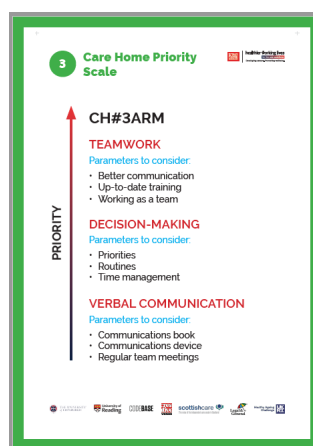 3
Care Home Priority
Scale
CH#3ARM
TEAMWORK
Parameters to consider:
• Better communication
• Up-to-date training
• Working as a team
DECISION-MAKING
Parameters to consider:
• Priorities
• Routines
• Time management
VERBAL COMMUNICATION
Parameters to consider:
• Communications book
• Communications device
• Regular team meetings
PRIORITY
University of
Reading
CODEBASE
scottishcare